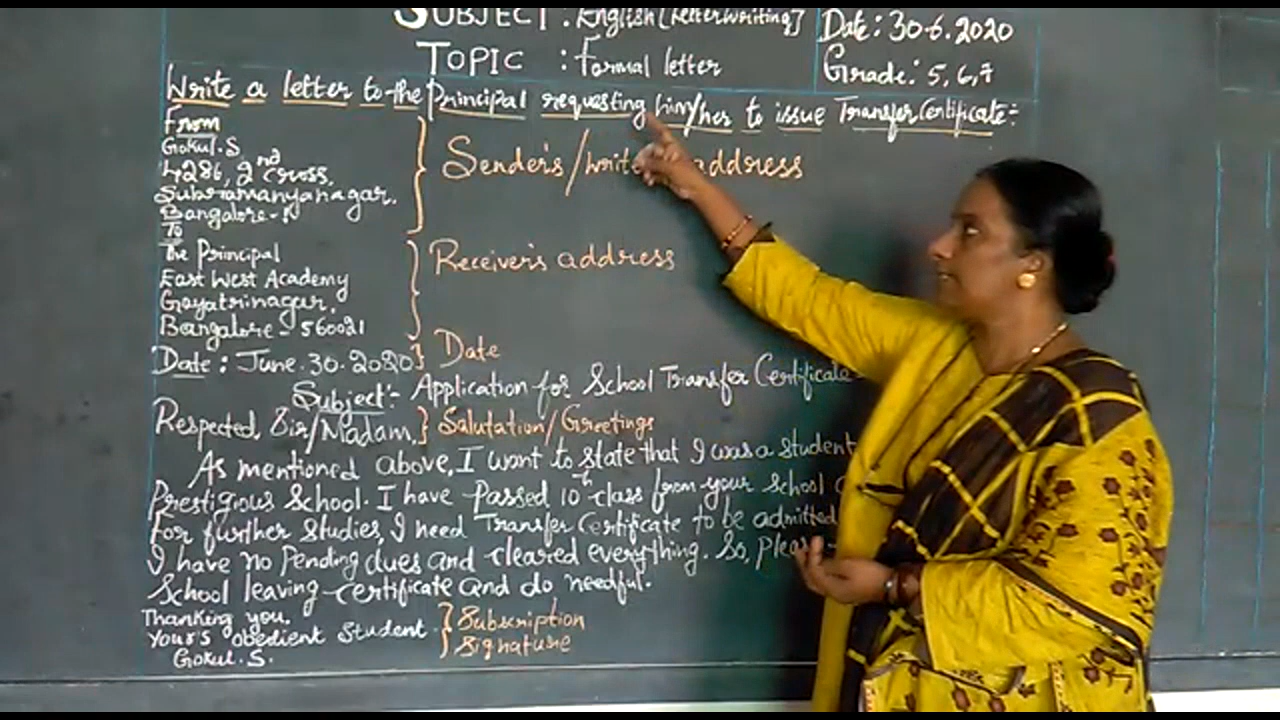 SUBJECT : English [Letter writing]
Date: 30-6.2020
TOPIC : Formal letter
Grade: 5, 6, 7
Write a letter to the Principal requesting him/her to issue Transfer Certificate:-
From
Gokul.S
4286, 2nd cross,
Subramanyanagar,
Bangalore-
Sender's/write address
To
The Principal
East West Academy
Gayatrinagar,
Bangalore - 560021
Receiver's address
Date: June.30.2020 } Date
Subject:- Application for School Transfer Certificate
Respected, Sir/Madam, } Salutation/Greetings
As mentioned above, I want to state that I was a student
Prestigious School. I have passed 10th class from your school
For further studies, I need Transfer Certificate to be admitted
I have no pending dues and cleared everything. So, pleas
School leaving certificate and do needful.
Thanking you,
Yours obedient student.
Gokul.S.
} Subscription
Signature